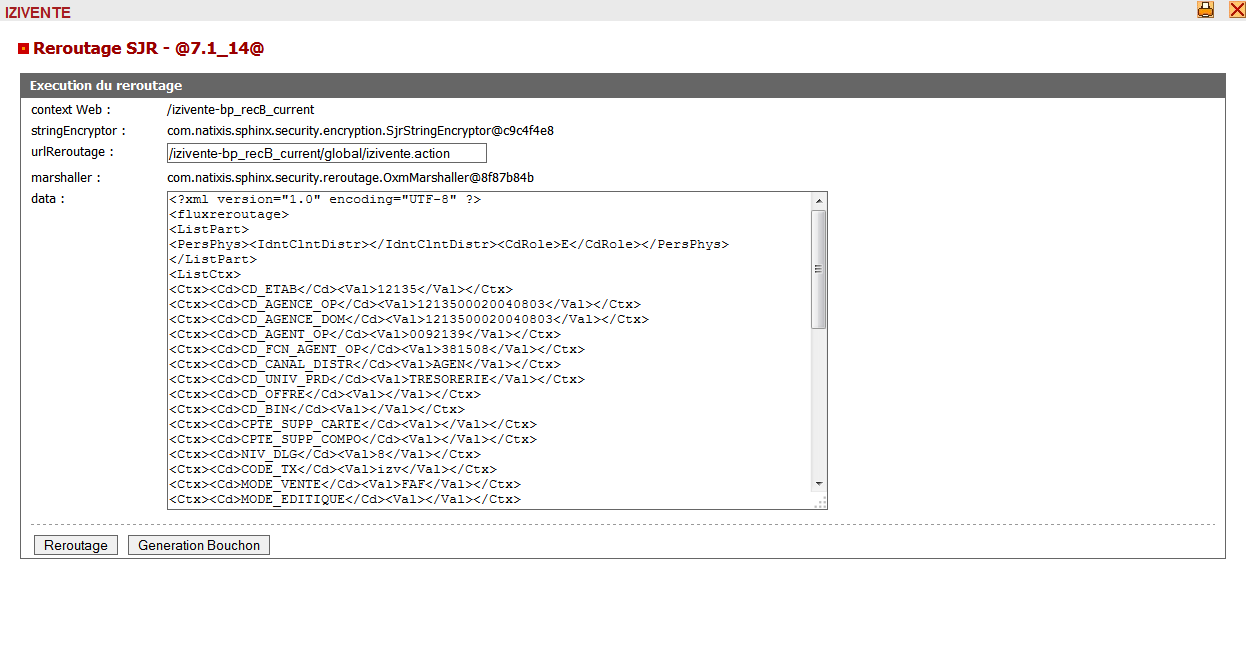 IZIVENTE
Reroutage SJR - @7.1_14@
Execution du reroutage
context Web : /izivente-bp_recB_current
stringEncryptor : com.natixis.sphinx.security.encryption.SjrStringEncryptor@c9c4f4e8
urlReroutage : /izivente-bp_recB_current/global/izivente.action
marshaller : com.natixis.sphinx.security.reroutage.OxmMarshaller@8f87b84b
data : <?xml version="1.0" encoding="UTF-8" ?>
<fluxreroutage>
<ListPart>
<PersPhys><IdntClntDistr></IdntClntDistr><CdRole>E</CdRole></PersPhys>
</ListPart>
<ListCtx>
<Ctx><Cd>CD_ETAB</Cd><Val>12135</Val></Ctx>
<Ctx><Cd>CD_AGENCE_OP</Cd><Val>1213500020040803</Val></Ctx>
<Ctx><Cd>CD_AGENCE_DOM</Cd><Val>1213500020040803</Val></Ctx>
<Ctx><Cd>CD_AGENT_OP</Cd><Val>0092139</Val></Ctx>
<Ctx><Cd>CD_FCN_AGENT_OP</Cd><Val>381508</Val></Ctx>
<Ctx><Cd>CD_CANAL_DISTR</Cd><Val>AGEN</Val></Ctx>
<Ctx><Cd>CD_UNIV_PRD</Cd><Val>TRESORERIE</Val></Ctx>
<Ctx><Cd>CD_OFFRE</Cd><Val></Val></Ctx>
<Ctx><Cd>CD_BIN</Cd><Val></Val></Ctx>
<Ctx><Cd>CPTE_SUPP_CARTE</Cd><Val></Val></Ctx>
<Ctx><Cd>CPTE_SUPP_COMPO</Cd><Val></Val></Ctx>
<Ctx><Cd>NIV_DLG</Cd><Val>8</Val></Ctx>
<Ctx><Cd>CODE_TX</Cd><Val>izv</Val></Ctx>
<Ctx><Cd>MODE_VENTE</Cd><Val>FAF</Val></Ctx>
<Ctx><Cd>MODE_EDITIQUE</Cd><Val></Val></Ctx>
Reroutage Generation Bouchon